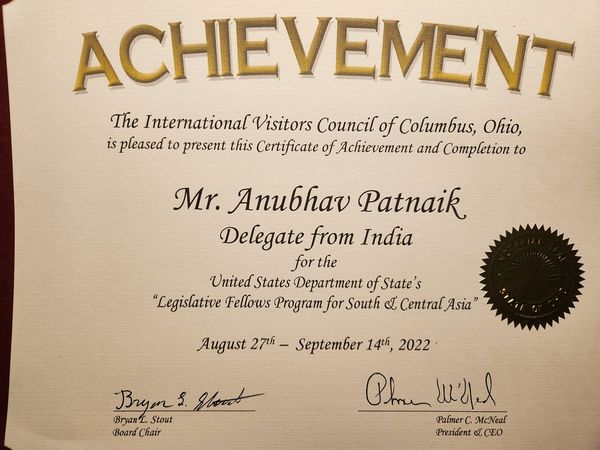 ACHIEVEMENT
The International Visitors Council of Columbus, Ohio,
is pleased to present this Certificate of Achievement and Completion to
Mr. Anubhav Patnaik
Delegate from India
for the
United States Department of State's
"Legislative Fellows Program for South & Central Asia"
August 27th – September 14th, 2022
Bryan L. Stout
Board Chair
Palmer C. McNeal
President & CEO